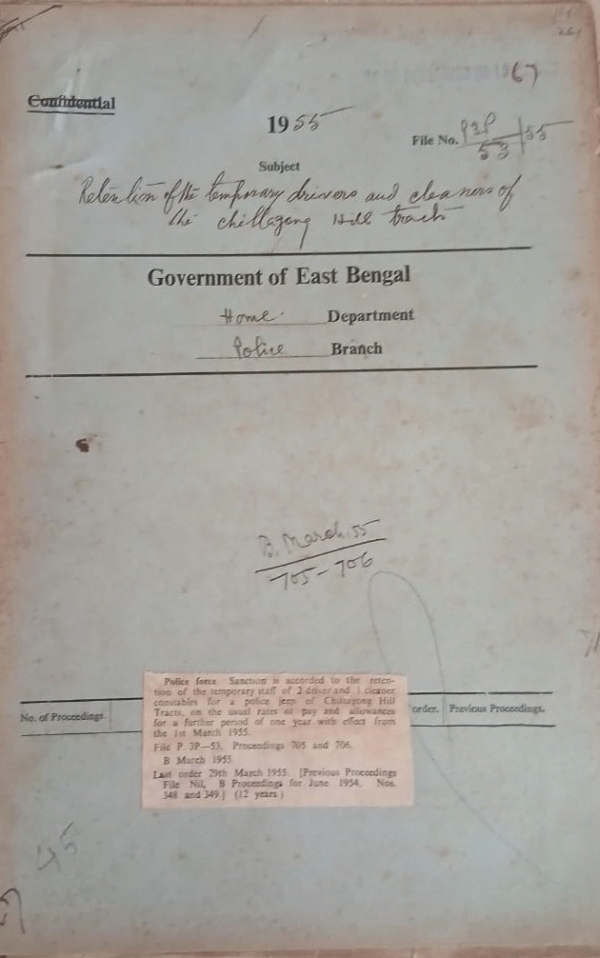 67
Confidential
1955
File No. P3P/53/55
Subject
Retention of the temporary drivers and cleaners of
the chittagong Hill tracts
Government of East Bengal
Home Department
Police Branch
B. March. 55
705-706
Police force. Sanction is accorded to the reten-
tion of the temporary staff of 2 driver and 1 cleaner
constables for a police jeep of Chittagong Hill
Tracts, on the usual rates of pay and allowances
for a further period of one year with effect from
the 1st March 1955.
File P. 3P—53, Proceedings 705 and 706.
B March 1955.
Last order 29th March 1955. [Previous Proceedings
File Nil, B Proceedings for June 1954, Nos.
348 and 349.] (12 years.)
No. of Proceedings. order. Previous Proceedings.
45